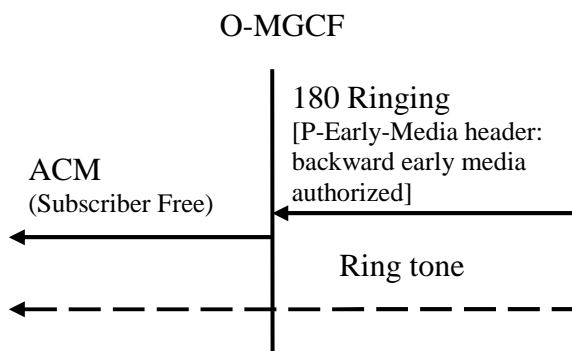 O-MGCF
180 Ringing
[P-Early-Media header:
backward early media
authorized]
ACM
(Subscriber Free)
Ring tone